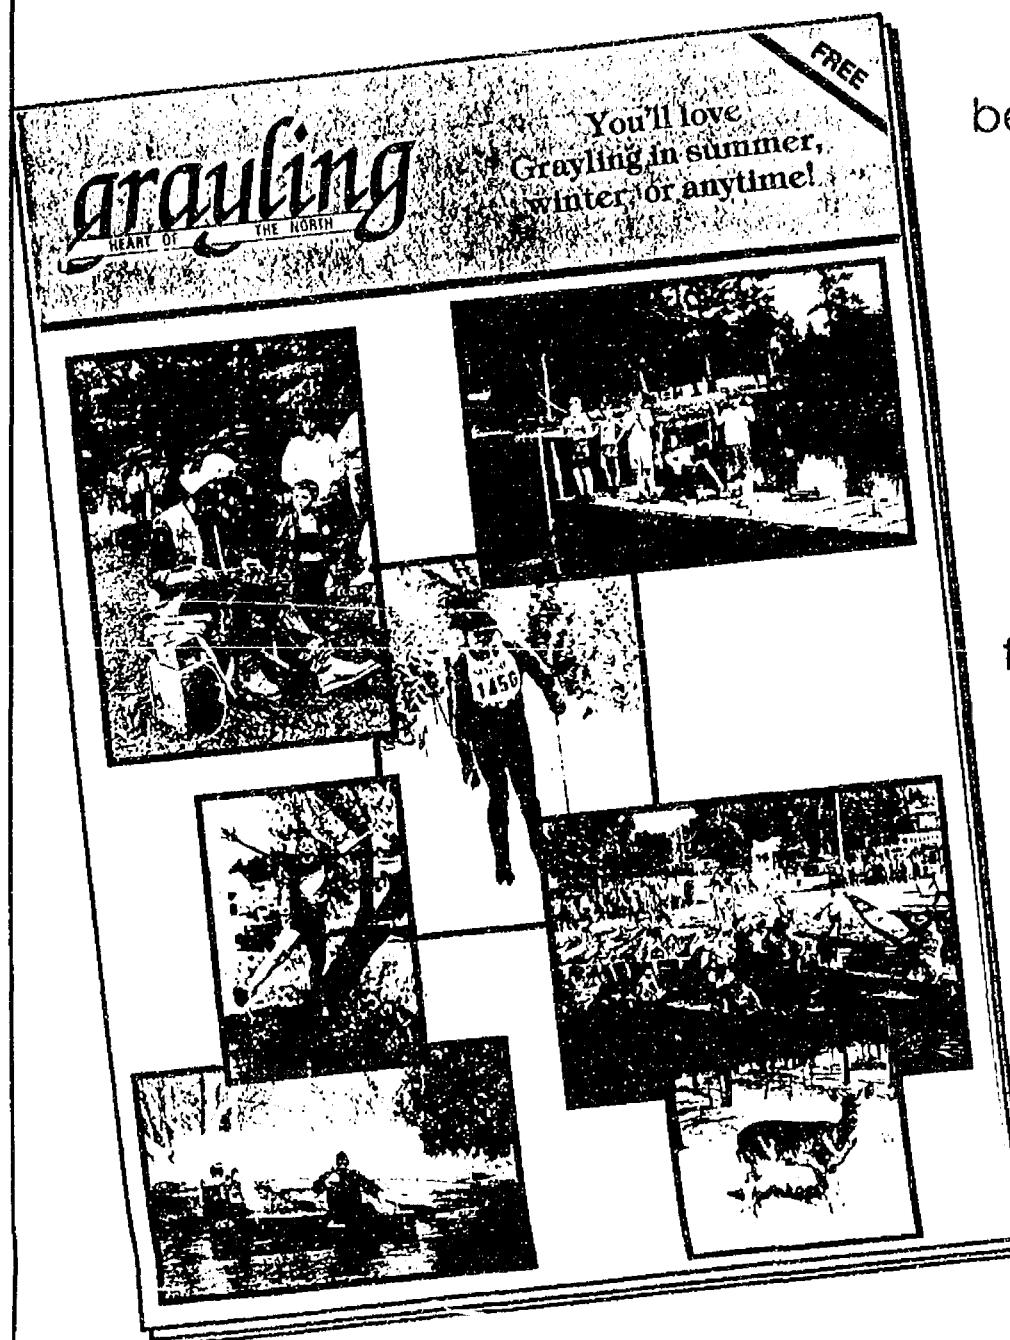 FREE
grayling
HEART OF THE NORTH
You'll love
Grayling in summer,
winter, or anytime!
1456
be
f